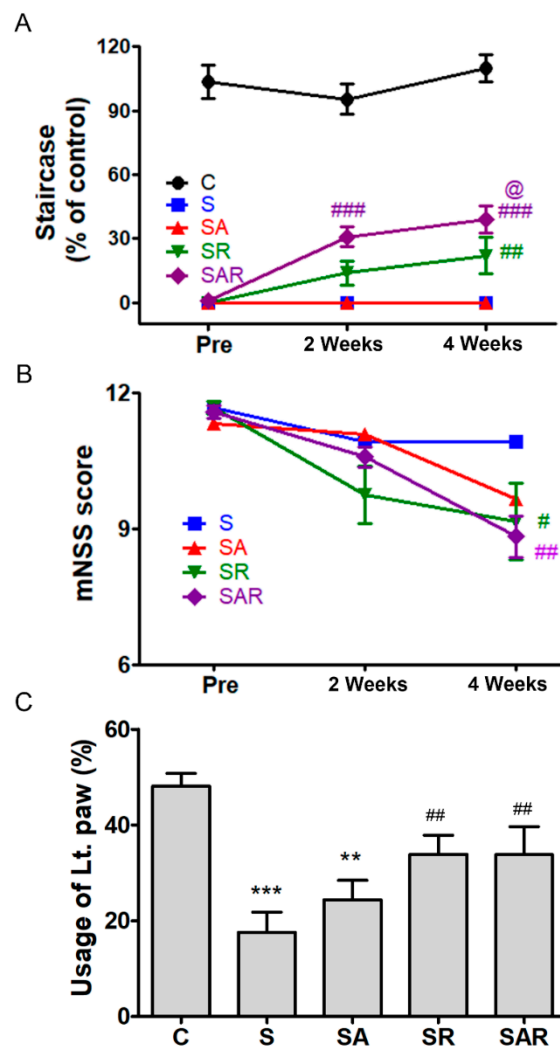 A
Staircase
(% of control)
120
90
60
30
0
C
S
SA
SR
SAR
###
@
###
##
Pre
2 Weeks
4 Weeks
B
mNSS score
12
9
6
S
SA
SR
SAR
#
##
Pre
2 Weeks
4 Weeks
C
Usage of Lt. paw (%)
60
40
20
0
***
**
##
##
C
S
SA
SR
SAR